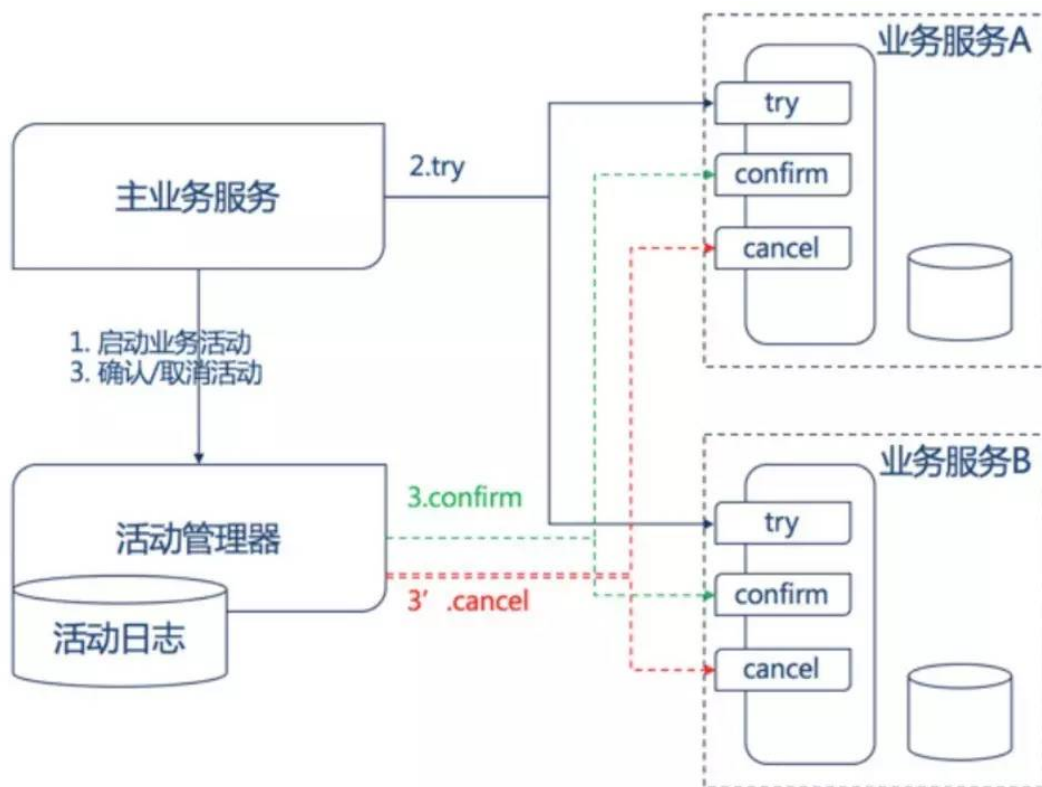 业务服务A
try
confirm
cancel
主业务服务
2.try
1. 启动业务活动
3. 确认/取消活动
活动管理器
活动日志
3.confirm
3′.cancel
业务服务B
try
confirm
cancel